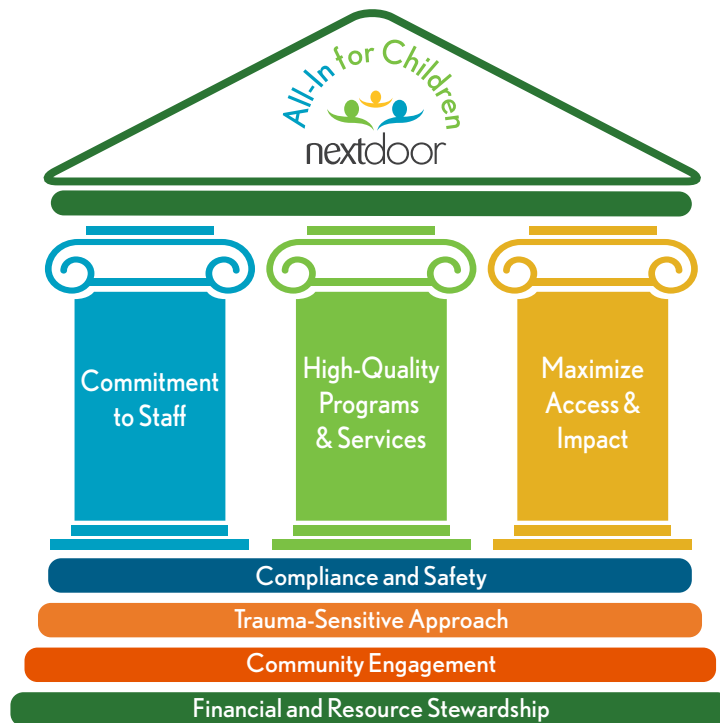 All-In for Children
nextdoor
Commitment
to Staff
High-Quality
Programs
& Services
Maximize
Access &
Impact
Compliance and Safety
Trauma-Sensitive Approach
Community Engagement
Financial and Resource Stewardship